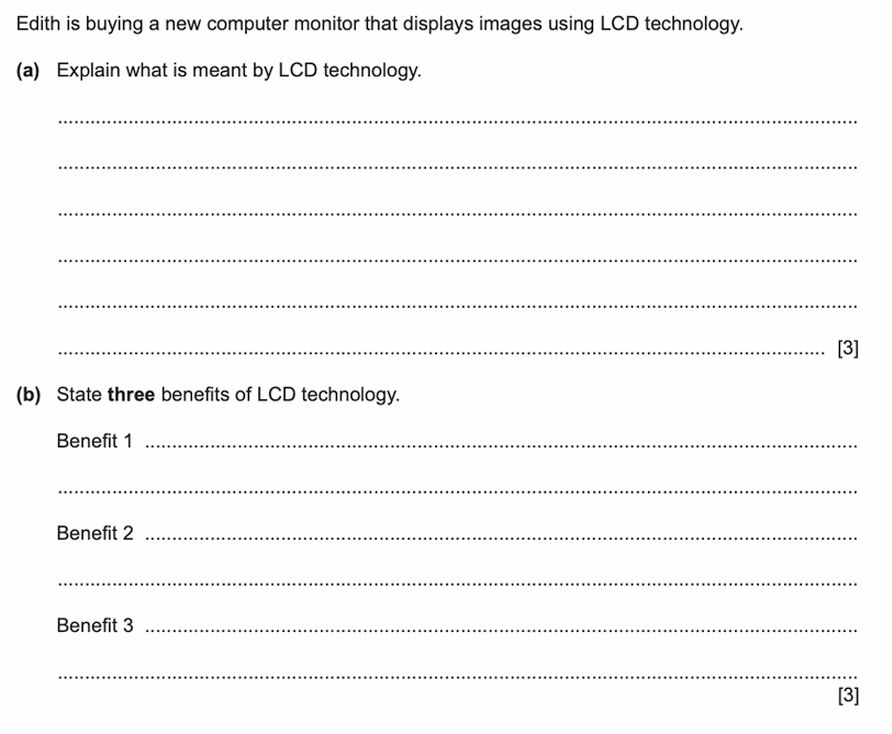 Edith is buying a new computer monitor that displays images using LCD technology.
(a) Explain what is meant by LCD technology.
..........................................................................................................................................................
..........................................................................................................................................................
..........................................................................................................................................................
..........................................................................................................................................................
..........................................................................................................................................................
.................................................................................................................................................... [3]
(b) State three benefits of LCD technology.
Benefit 1 .........................................................................................................................................
..........................................................................................................................................................
Benefit 2 .........................................................................................................................................
..........................................................................................................................................................
Benefit 3 .........................................................................................................................................
..........................................................................................................................................................
[3]